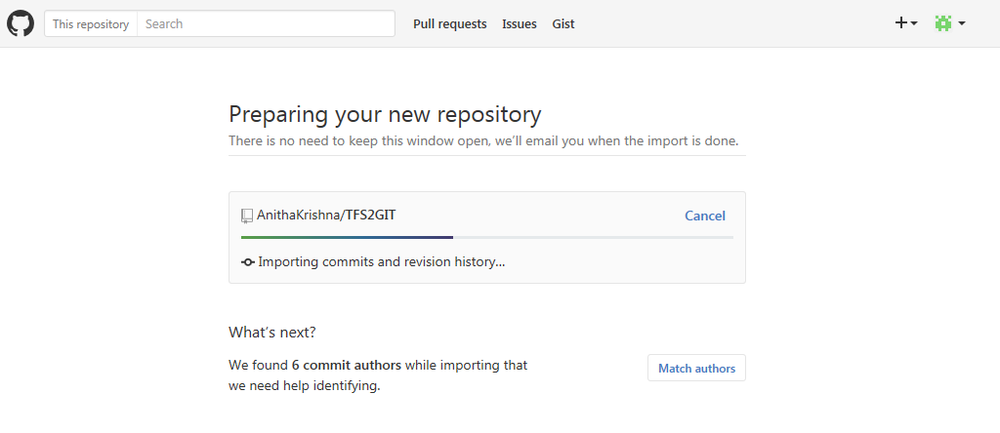 This repository Search Pull requests Issues Gist
Preparing your new repository
There is no need to keep this window open, we'll email you when the import is done.
AnithaKrishna/TFS2GIT Cancel
Importing commits and revision history...
What's next?
We found 6 commit authors while importing that
we need help identifying.
Match authors